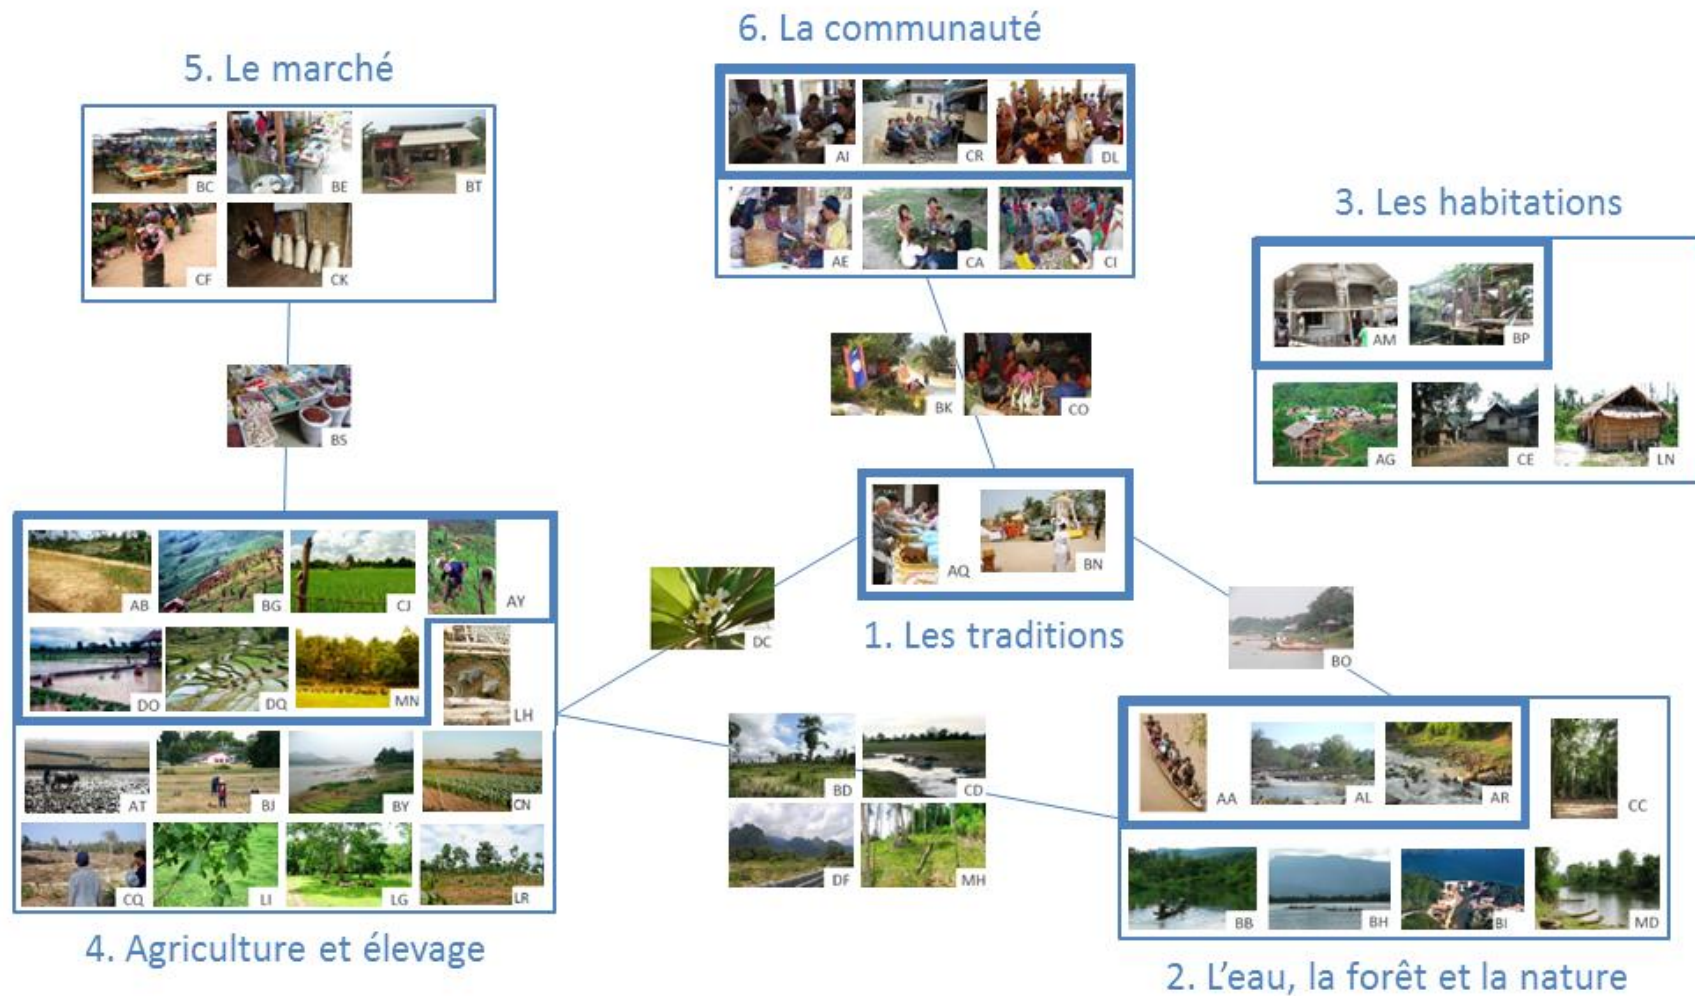 6. La communauté
5. Le marché
AI CR DL
BC BE BT
AE CA CI
3. Les habitations
CF CK
AM BP
BK CO
BS
AG CE LN
AB BG CJ AY
AQ BN
DC
1. Les traditions
BO
DO DQ MN LH
AA AL AR CC
BD CD
AT BJ BY CN
DF MH
CQ LI LG LR
BB BH BI MD
4. Agriculture et élevage
2. L'eau, la forêt et la nature